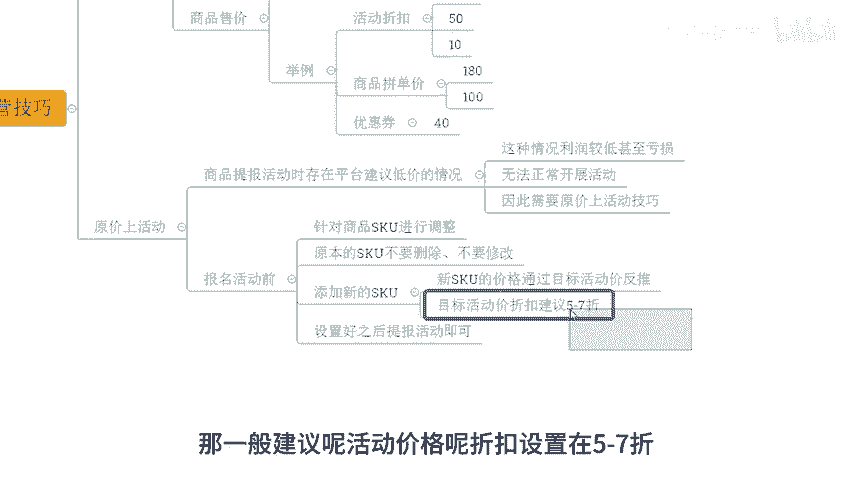 商品售价
活动折扣
50
10
举例
商品拼单价
180
100
优惠券
40
营技巧
原价上活动
商品提报活动时存在平台建议低价的情况
这种情况利润较低甚至亏损
无法正常开展活动
因此需要原价上活动技巧
报名活动前
针对商品SKU进行调整
原本的SKU不要删除、不要修改
添加新的SKU
新SKU的价格通过目标活动价反推
目标活动价折扣建议5-7折
设置好之后提报活动即可
那一般建议呢活动价格呢折扣设置在5-7折